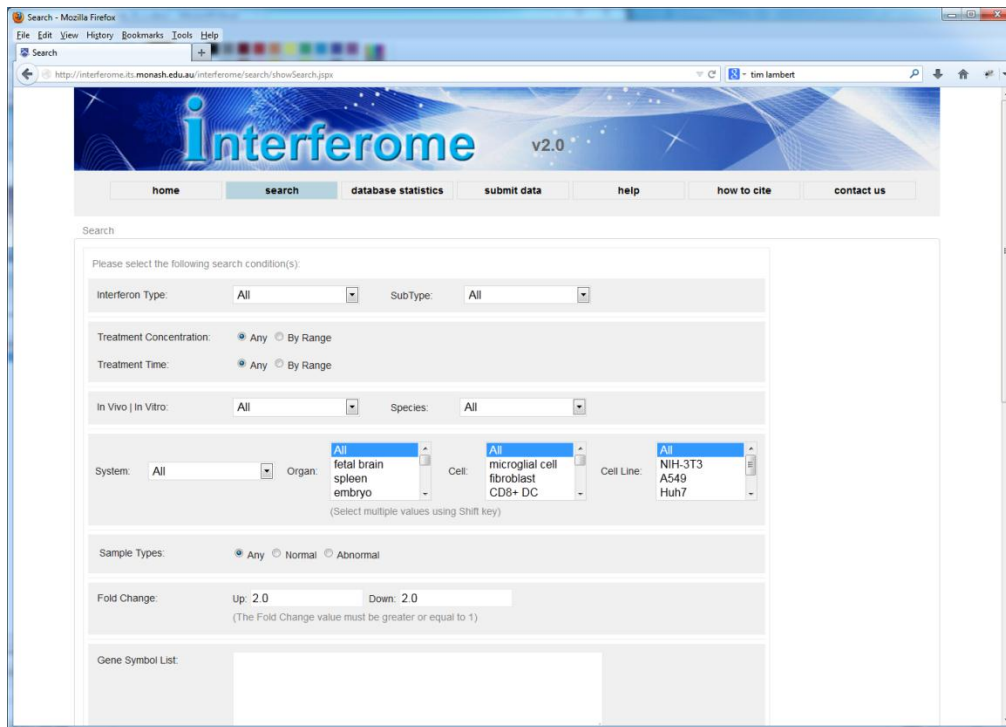 Search - Mozilla Firefox
File Edit View History Bookmarks Tools Help
Search +
http://interferome.its.monash.edu.au/interferome/search/showSearch.jspx 8 tim lambert
interferome v2.0
home search database statistics submit data help how to cite contact us
Search
Please select the following search condition(s):
Interferon Type: All SubType: All
Treatment Concentration: Any By Range
Treatment Time: Any By Range
In Vivo | In Vitro: All Species: All
System: All Organ: All Cell: All Cell Line: All
fetal brain microglial cell NIH-3T3
spleen fibroblast A549
embryo CD8+ DC Huh7
(Select multiple values using Shift key)
Sample Types: Any Normal Abnormal
Fold Change: Up: 2.0 Down: 2.0
(The Fold Change value must be greater or equal to 1)
Gene Symbol List: